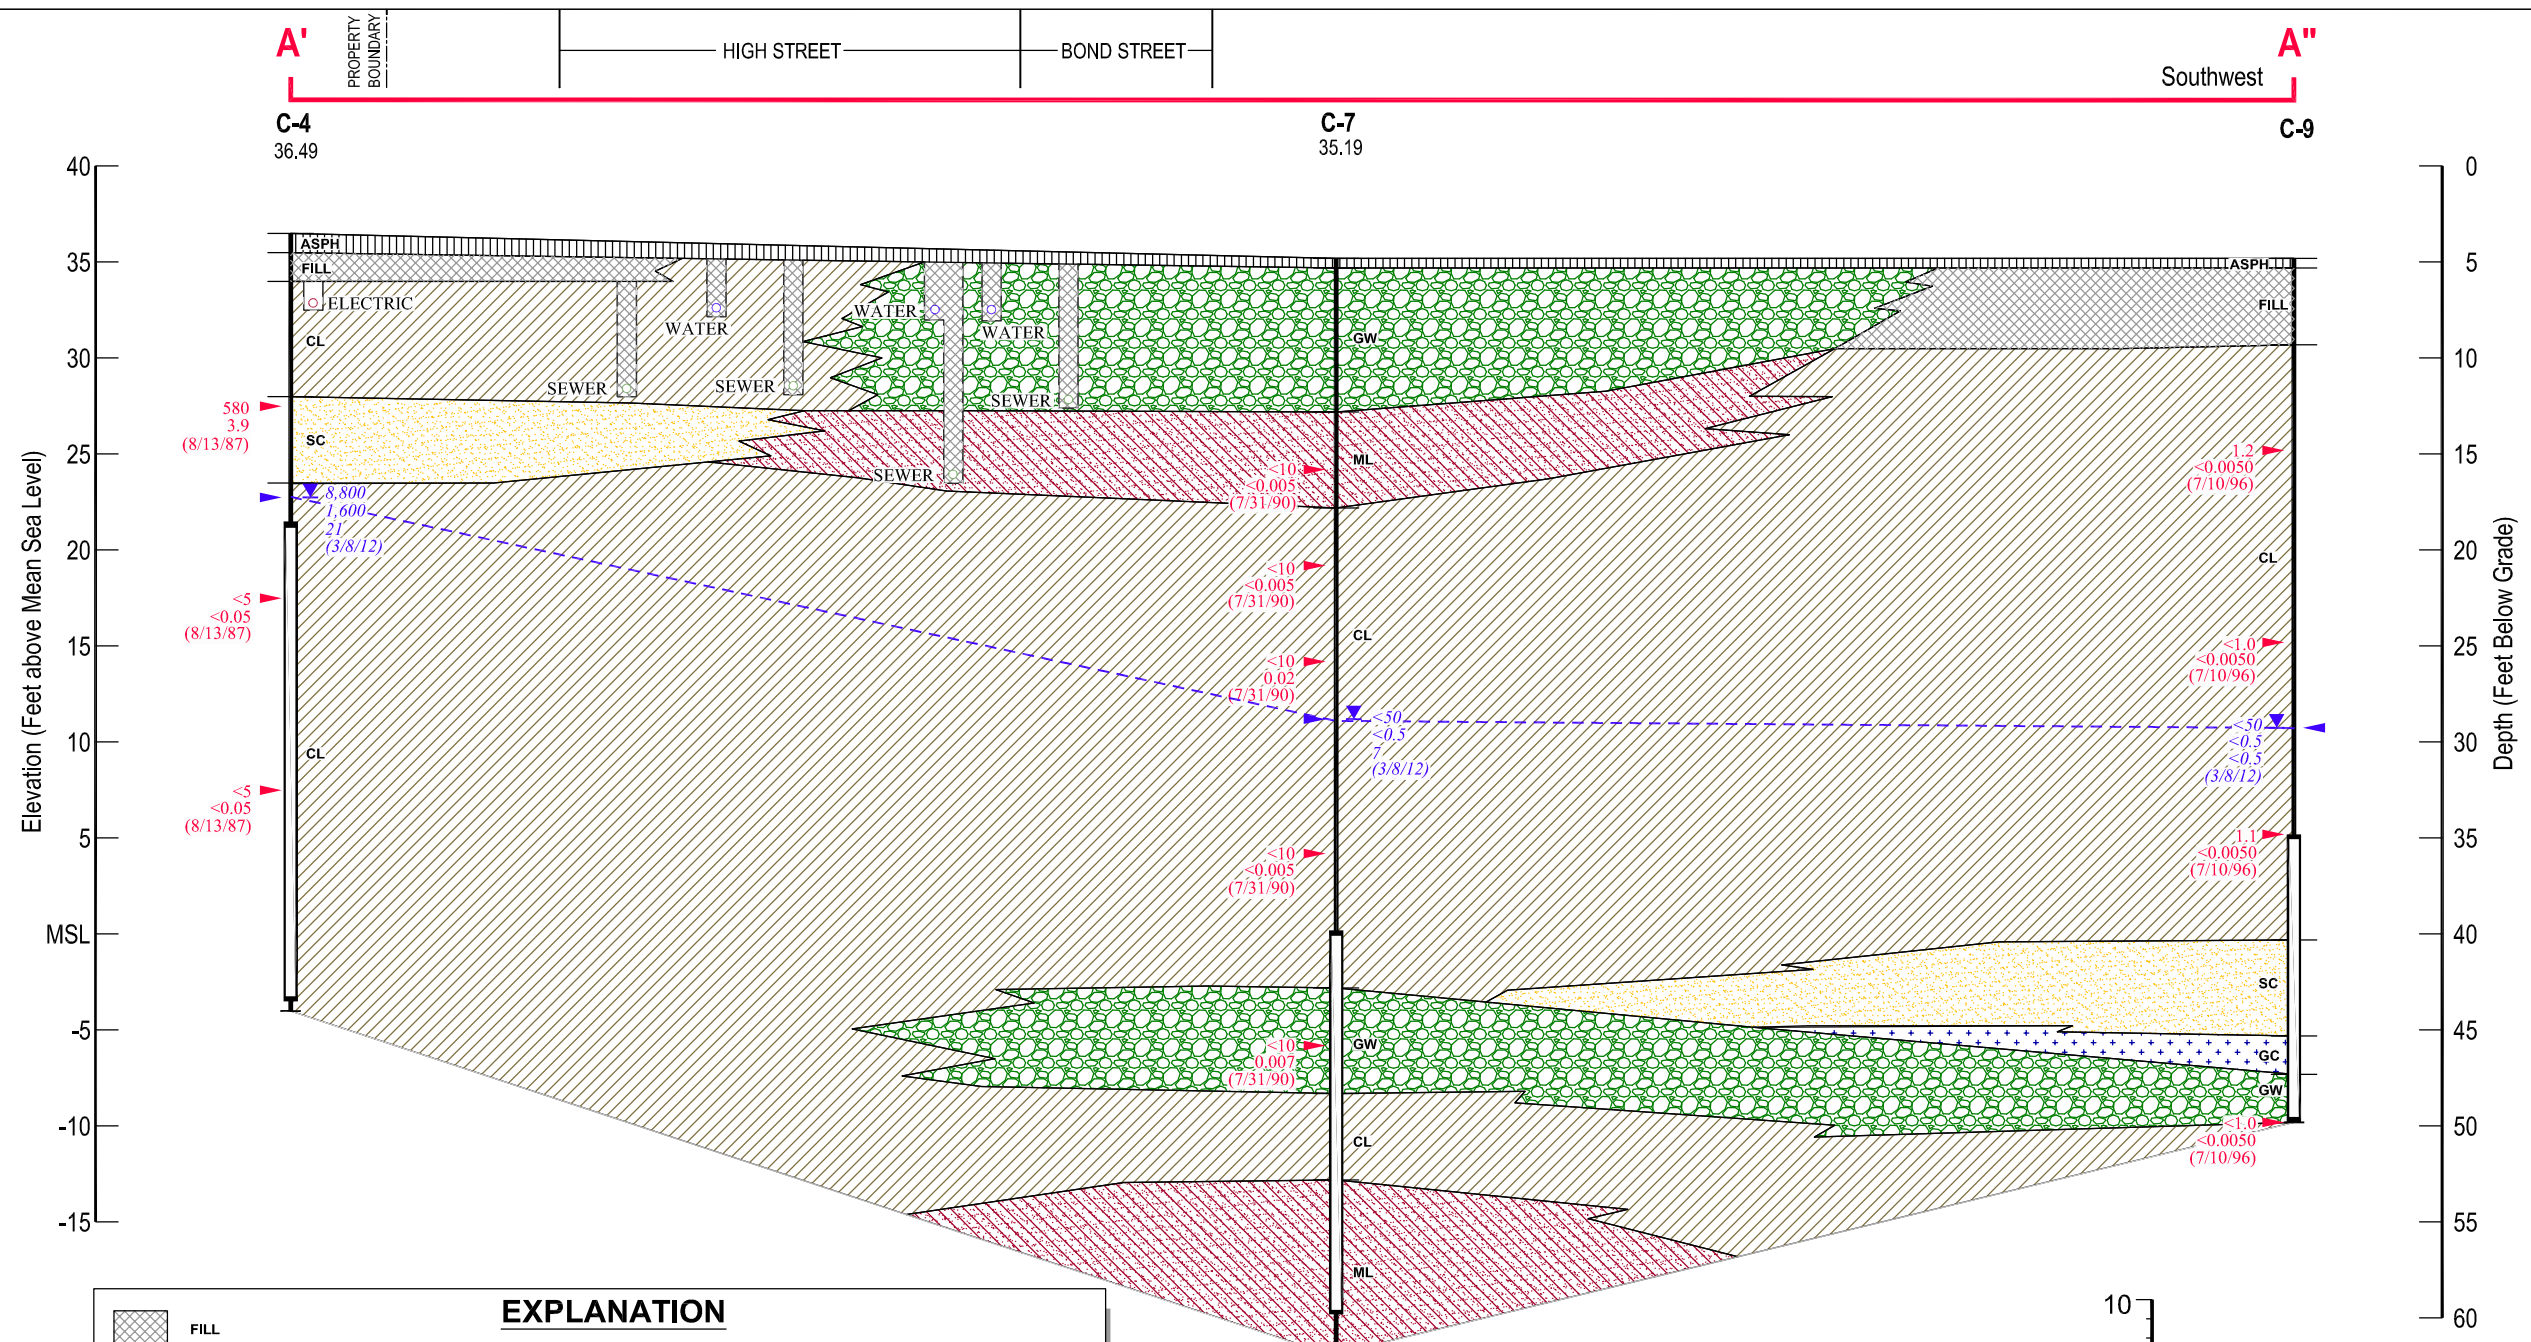 A'
PROPERTY
BOUNDARY
HIGH STREET
BOND STREET
A"
Southwest
C-4
36.49
C-7
35.19
C-9
40
35
30
25
20
15
10
5
MSL
-5
-10
-15
Elevation (Feet above Mean Sea Level)
0
5
10
15
20
25
30
35
40
45
50
55
60
Depth (Feet Below Grade)
ASPH
FILL
ELECTRIC
CL
SEWER
WATER
SEWER
WATER
SEWER
WATER
SEWER
GW
ASPH
FILL
580
3.9
(8/13/87)
SC
8,800
1,600
21
(3/8/12)
<5
<0.05
(8/13/87)
CL
<5
<0.05
(8/13/87)
<10
<0.005
(7/31/90)
ML
<10
<0.005
(7/31/90)
CL
<10
0.02
(7/31/90)
<50
<0.5
7
(3/8/12)
<10
<0.005
(7/31/90)
<10
0.007
(7/31/90)
GW
CL
ML
1.2
<0.0050
(7/10/96)
CL
<1.0
<0.0050
(7/10/96)
<50
<0.5
<0.5
(3/8/12)
1.1
<0.0050
(7/10/96)
SC
GC
GW
<1.0
<0.0050
(7/10/96)
EXPLANATION
FILL
10